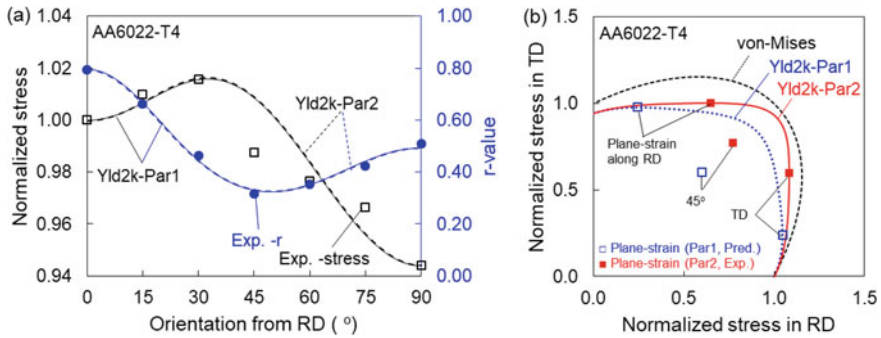 (a)
AA6022-T4
Normalized stress
1.04
1.02
1.00
0.98
0.96
0.94
1.00
0.80
0.60
0.40
0.20
0.00
r-value
Yld2k-Par2
Yld2k-Par1
Exp. -r
Exp. -stress
0 15 30 45 60 75 90
Orientation from RD ( º)
(b)
AA6022-T4
Normalized stress in TD
1.5
1.0
0.5
0.0
von-Mises
Yld2k-Par1
Yld2k-Par2
Plane-strain
along RD
45º
TD
Plane-strain (Par1, Pred.)
Plane-strain (Par2, Exp.)
0.0 0.5 1.0 1.5
Normalized stress in RD